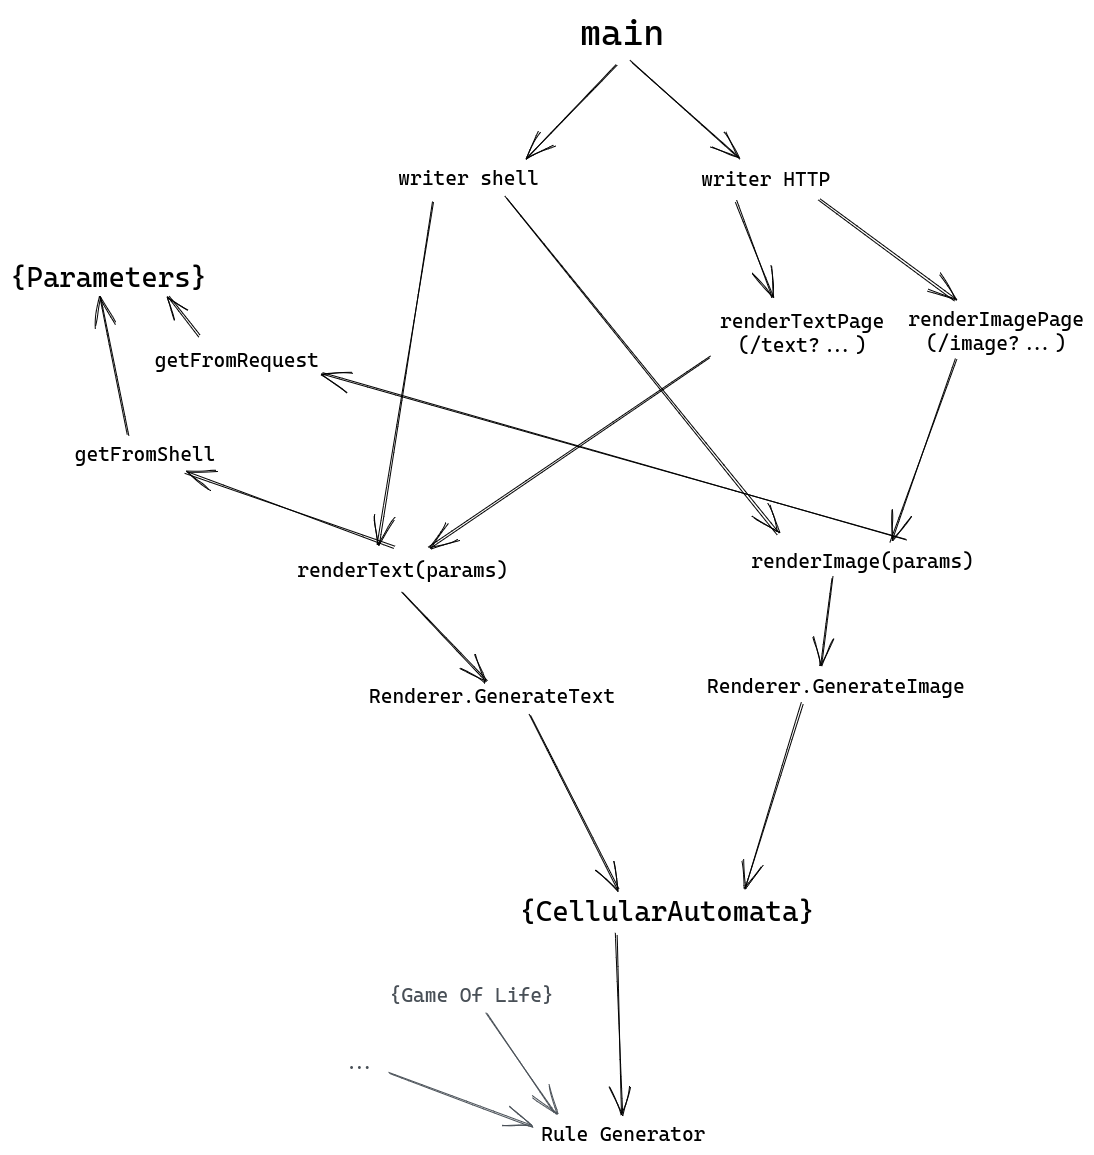 main
writer shell
writer HTTP
{Parameters}
renderTextPage
(/text?...)
renderImagePage
(/image?...)
getFromRequest
getFromShell
renderText(params)
renderImage(params)
Renderer.GenerateText
Renderer.GenerateImage
{CellularAutomata}
{Game Of Life}
...
Rule Generator